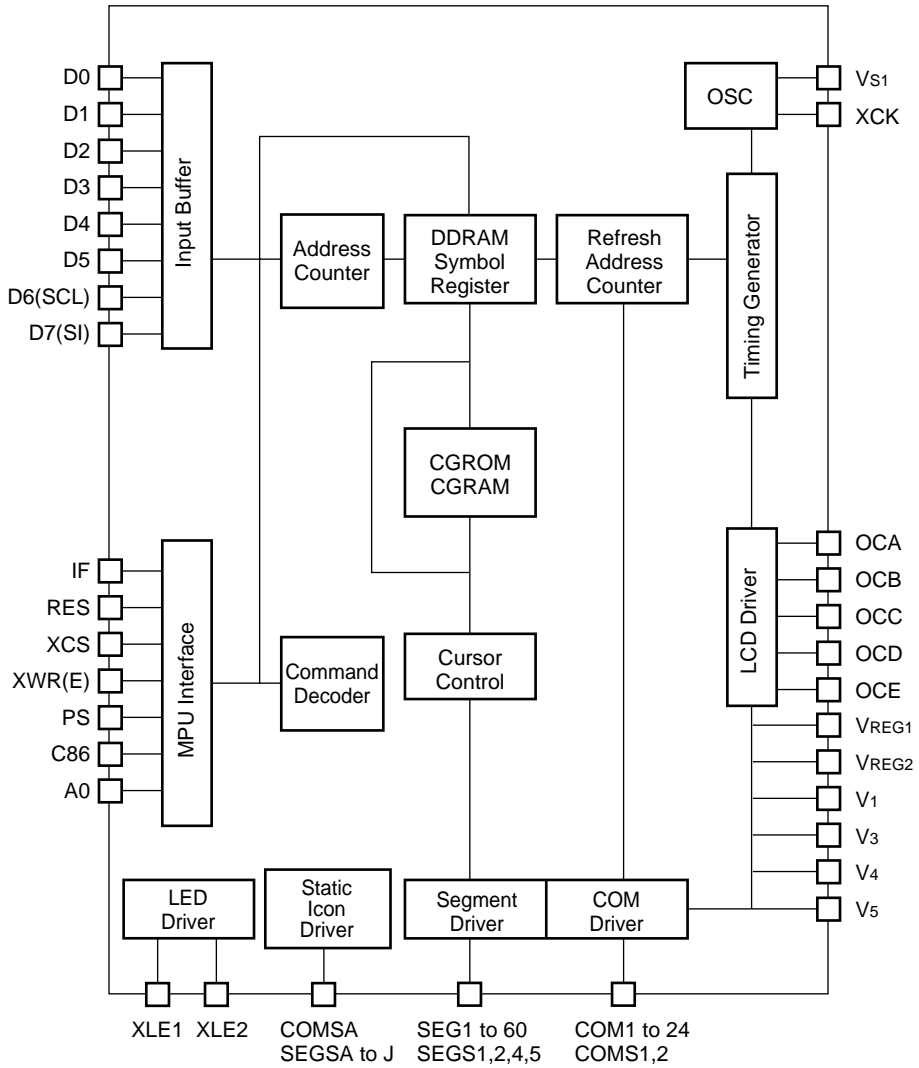 D0
D1
D2
D3
D4
D5
D6(SCL)
D7(SI)
Input Buffer
Address
Counter
DDRAM
Symbol
Register
Refresh
Address
Counter
OSC
VS1
XCK
Timing Generator
CGROM
CGRAM
IF
RES
XCS
XWR(E)
PS
C86
A0
MPU Interface
Command
Decoder
Cursor
Control
LCD Driver
OCA
OCB
OCC
OCD
OCE
VREG1
VREG2
V1
V3
V4
V5
LED
Driver
Static
Icon
Driver
Segment
Driver
COM
Driver
XLE1
XLE2
COMSA
SEGSA to J
SEG1 to 60
SEGS1,2,4,5
COM1 to 24
COMS1,2